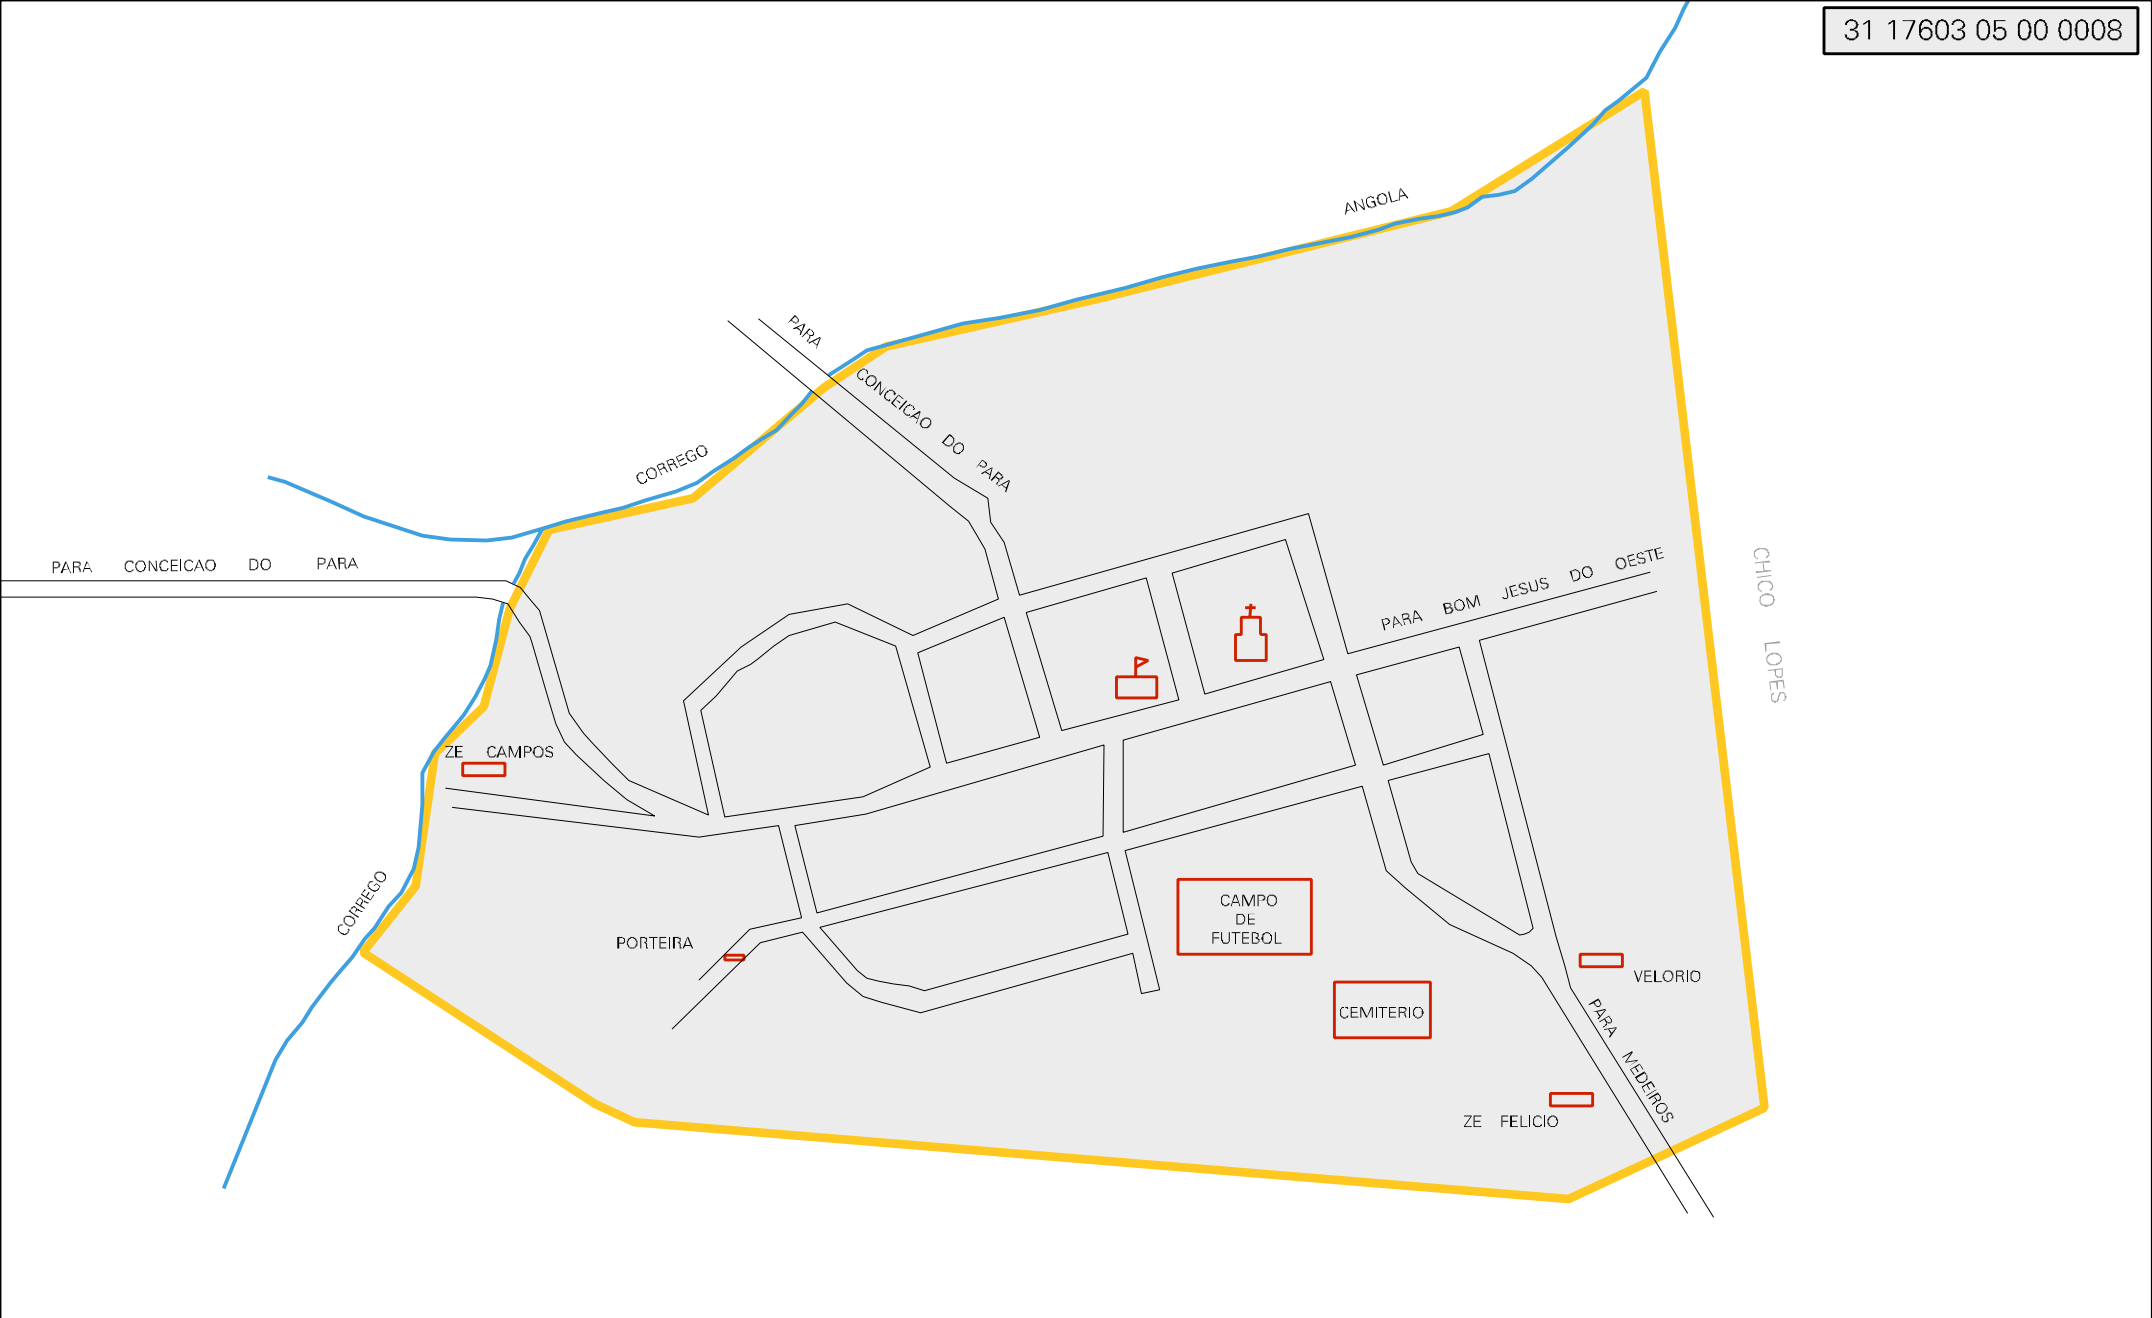 31 17603 05 00 0008
ANGOLA
PARA CONCEICAO DO PARA
CORREGO
PARA CONCEICAO DO PARA
CHICO LOPES
PARA BOM JESUS DO OESTE
ZE CAMPOS
CORREGO
CAMPO
DE
FUTEBOL
PORTEIRA
VELORIO
CEMITERIO
PARA MEDEIROS
ZE FELICIO